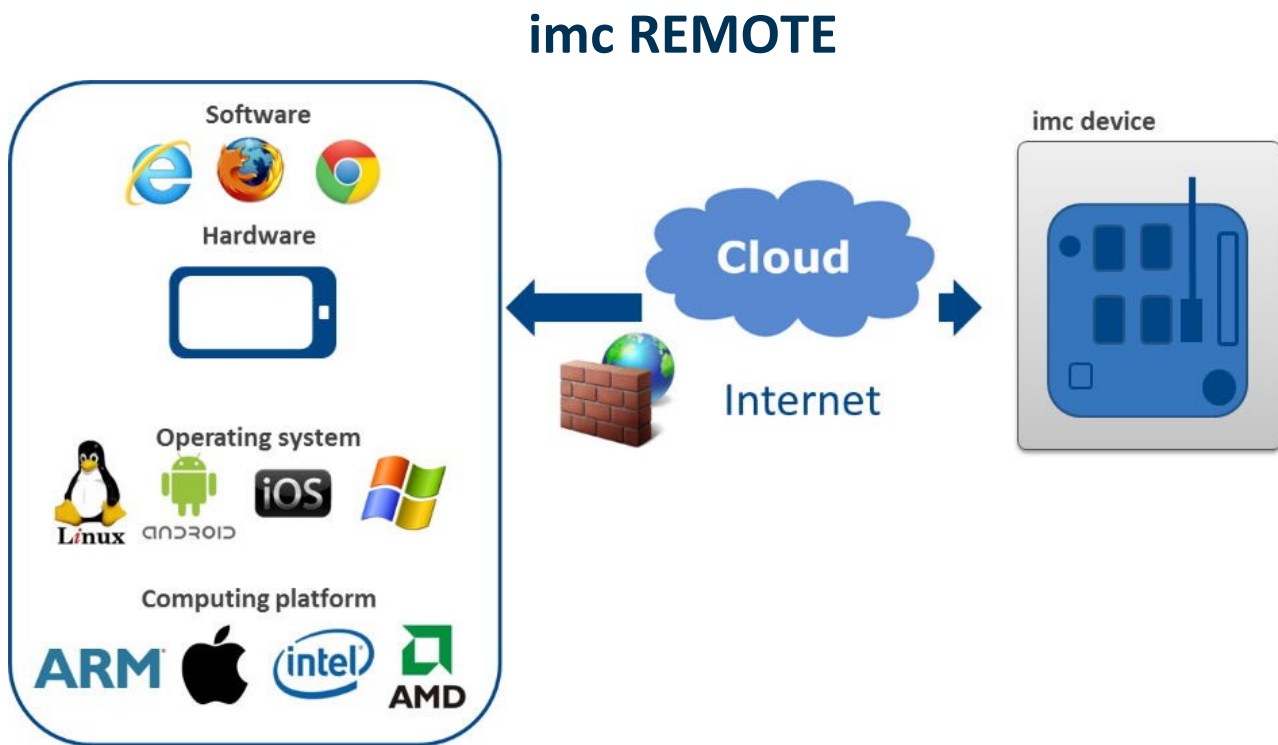 imc REMOTE
Software
Hardware
Operating system
Linux
ANDROID
iOS
Computing platform
ARM
intel
AMD
Cloud
Internet
imc device